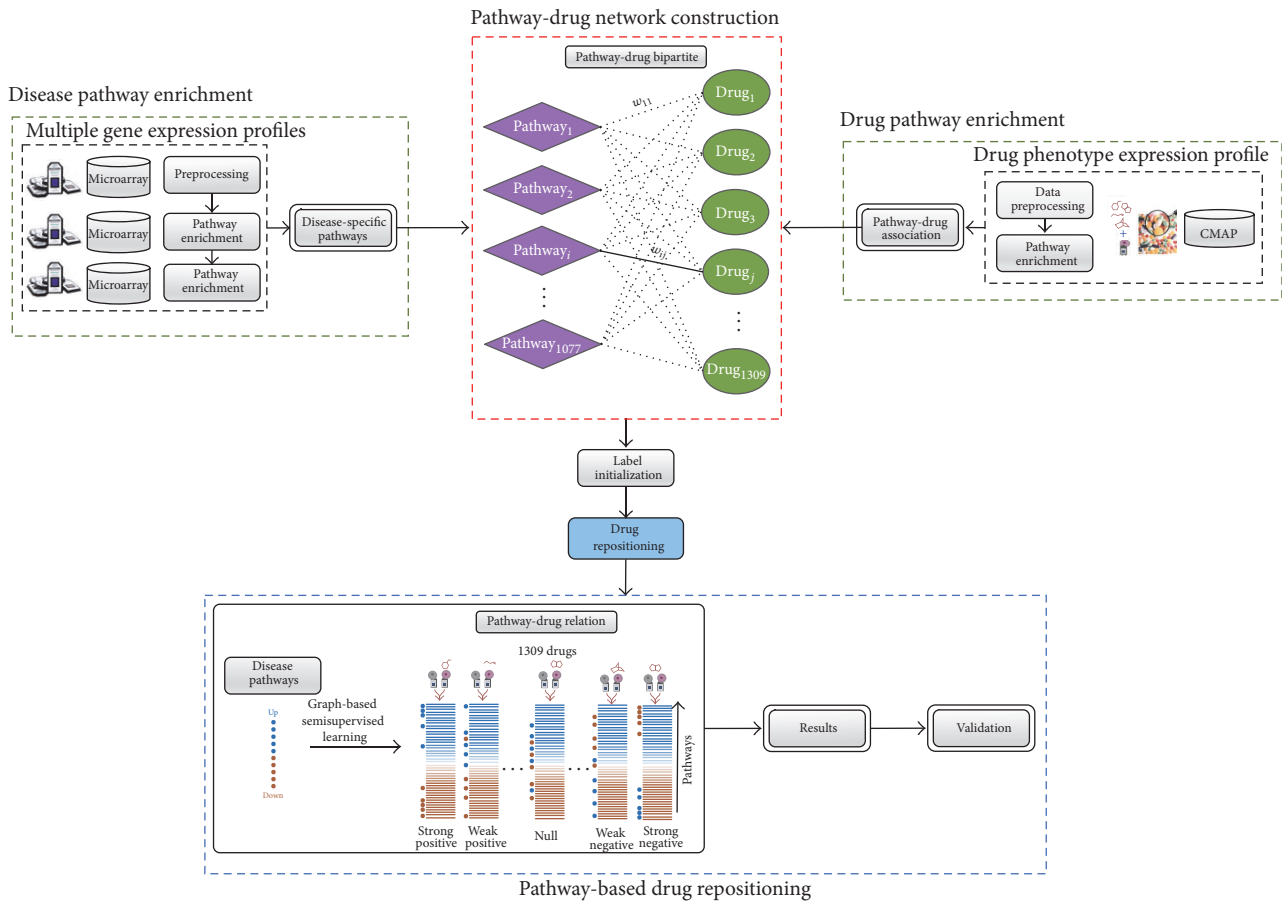 Pathway-drug network construction
Pathway-drug bipartite
Pathway1
Pathway2
Pathwayi
Pathway1077
w11
wij
Drug1
Drug2
Drug3
Drugj
Drug1309
Disease pathway enrichment
Multiple gene expression profiles
Microarray
Microarray
Microarray
Preprocessing
Pathway
enrichment
Pathway
enrichment
Disease-specific
pathways
Drug pathway enrichment
Drug phenotype expression profile
Pathway-drug
association
Data
preprocessing
Pathway
enrichment
+
CMAP
Label
initialization
Drug
repositioning
Pathway-drug relation
1309 drugs
Disease
pathways
Up
Down
Graph-based
semisupervised
learning
Pathways
Strong
positive
Weak
positive
Null
Weak
negative
Strong
negative
Results
Validation
Pathway-based drug repositioning